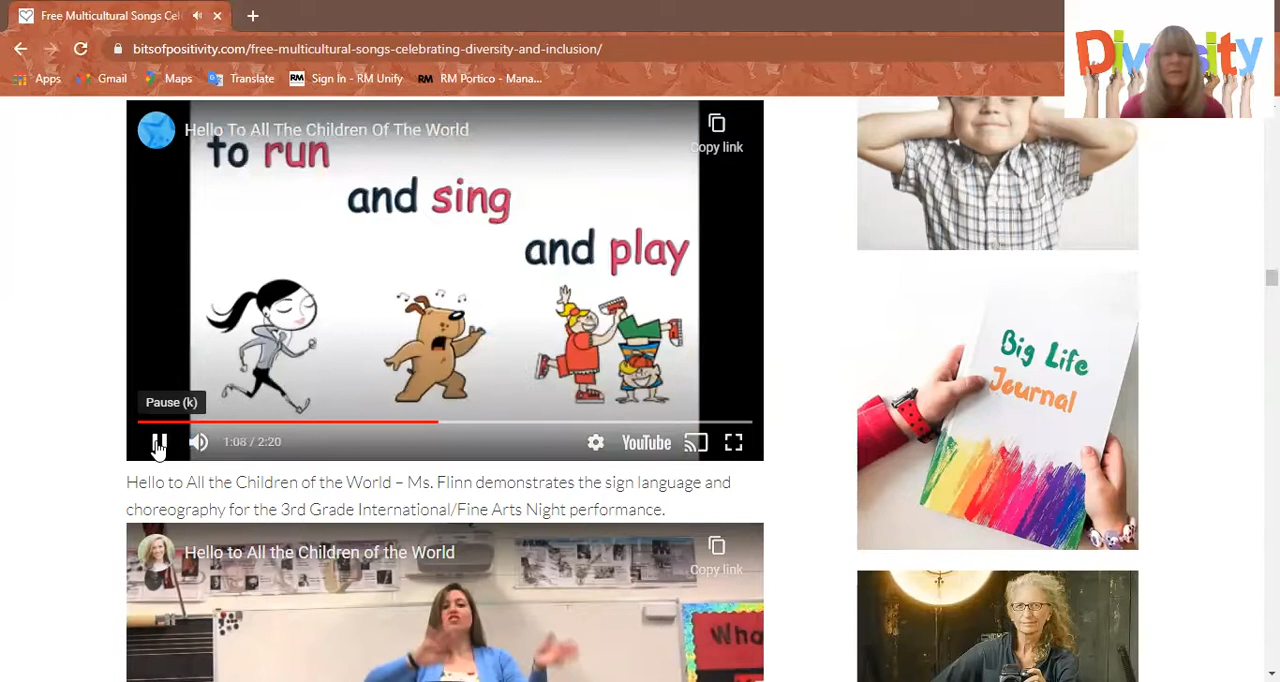 Free Multicultural Songs Cel
bitsofpositivity.com/free-multicultural-songs-celebrating-diversity-and-inclusion/
Apps Gmail Maps Translate RM Sign In - RM Unify RM RM Portico - Mana...
Diversity
Hello To All The Children Of The World
Copy link
to run
and sing
and play
Pause (k)
1:08 / 2:20
YouTube
Hello to All the Children of the World – Ms. Flinn demonstrates the sign language and
choreography for the 3rd Grade International/Fine Arts Night performance.
Hello to All the Children of the World
Copy link
Wha
Big Life
Journal